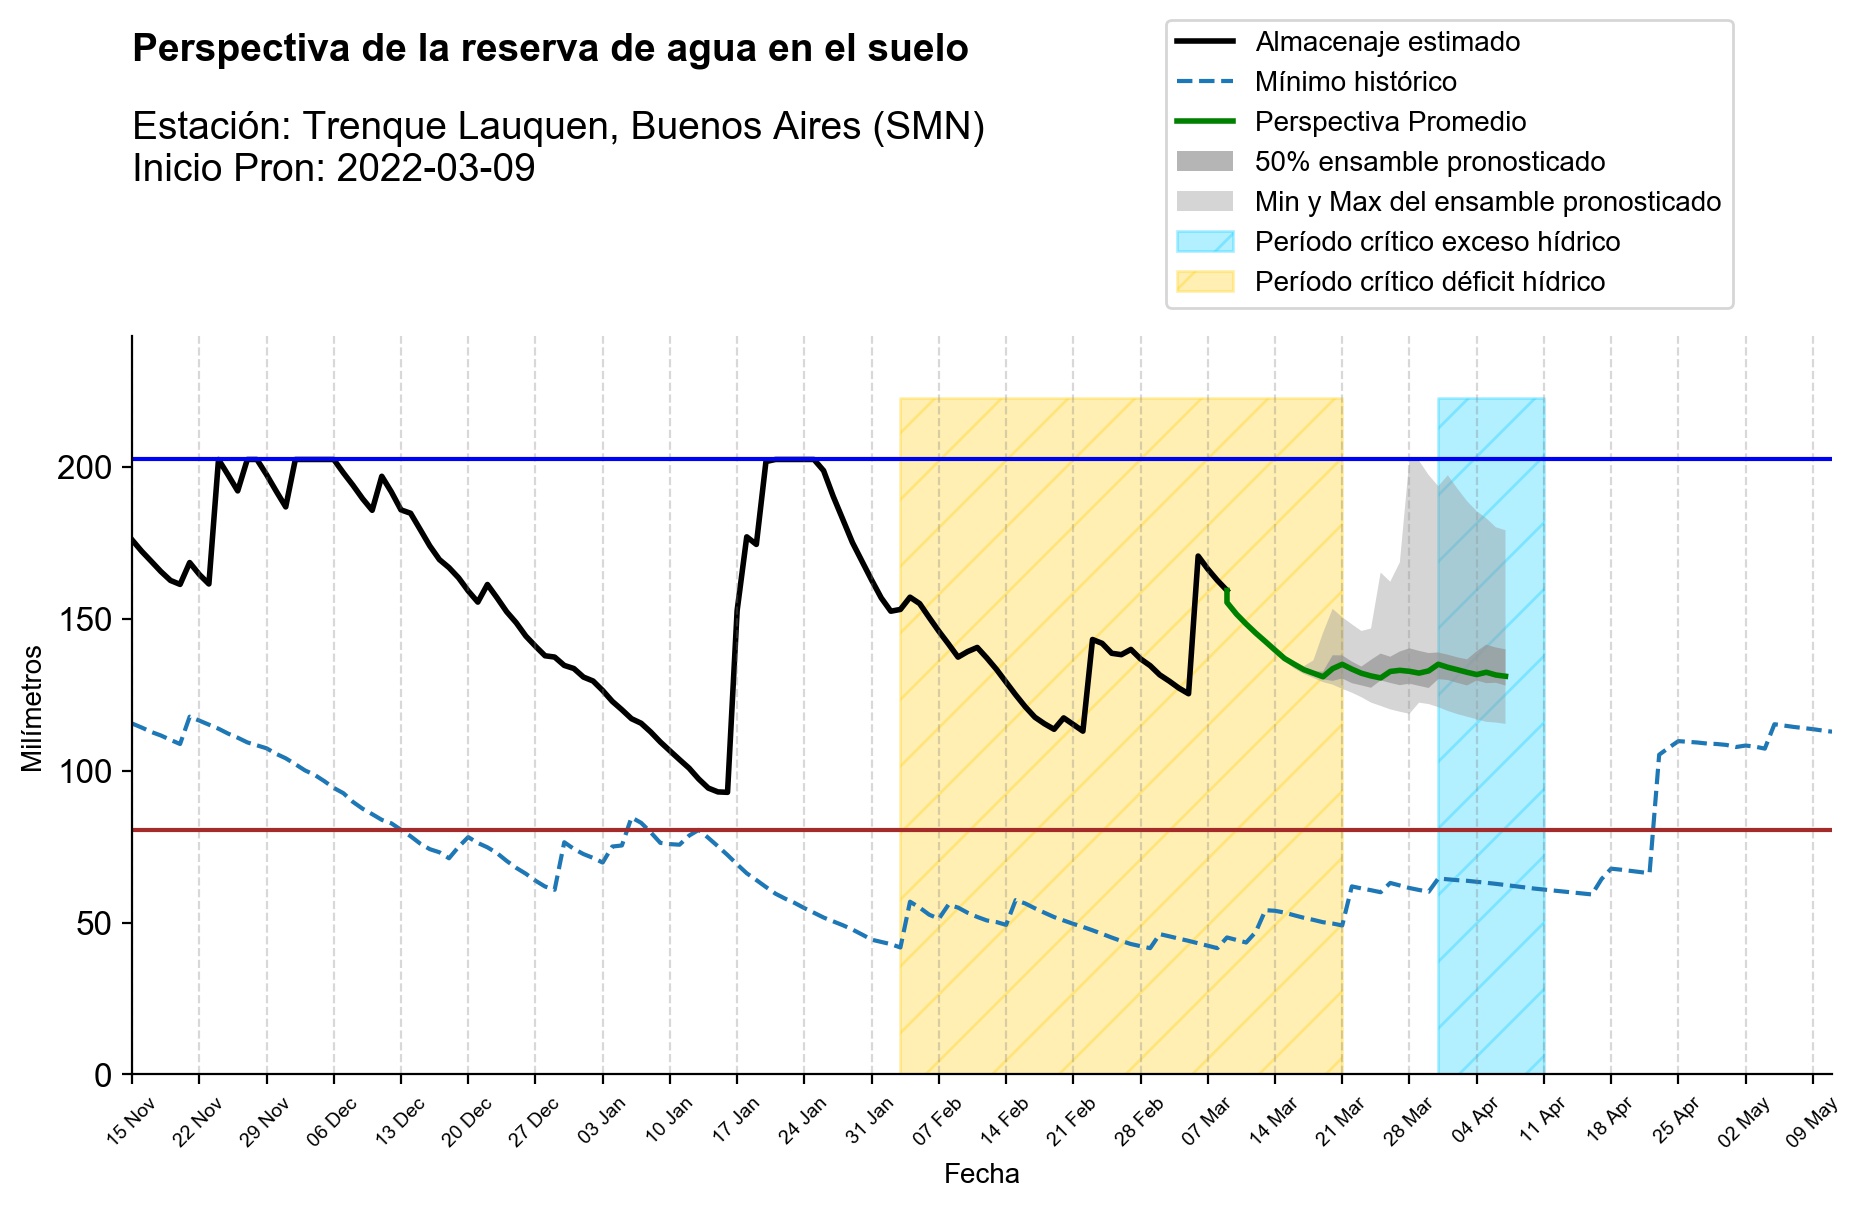 Perspectiva de la reserva de agua en el suelo
Estación: Trenque Lauquen, Buenos Aires (SMN)
Inicio Pron: 2022-03-09
Almacenaje estimado
Mínimo histórico
Perspectiva Promedio
50% ensamble pronosticado
Min y Max del ensamble pronosticado
Período crítico exceso hídrico
Período crítico déficit hídrico
Milímetros
200
150
100
50
0
15 Nov
22 Nov
29 Nov
06 Dec
13 Dec
20 Dec
27 Dec
03 Jan
10 Jan
17 Jan
24 Jan
31 Jan
07 Feb
14 Feb
21 Feb
28 Feb
07 Mar
14 Mar
21 Mar
28 Mar
04 Apr
11 Apr
18 Apr
25 Apr
02 May
09 May
Fecha